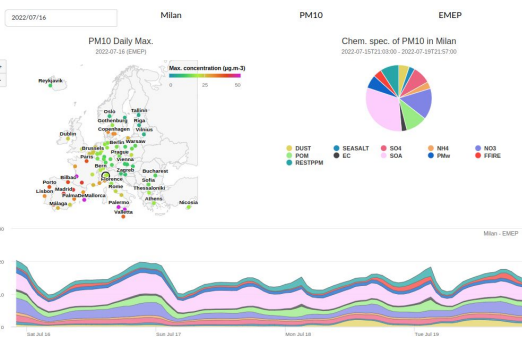 2022/07/16
Milan
PM10
EMEP
PM10 Daily Max.
2022-07-16 (EMEP)
Max. concentration (µg.m-3)
0 25 50
Reykjavik
Oslo
Tallinn
Gothenburg
Riga
Copenhagen
Vilnius
Dublin
Berlin
Warsaw
Brussels
Prague
Paris
Vienna
Bern
Zagreb
Bucharest
Bilbao
Florence
Sofia
Porto
Madrid
Rome
Thessaloniki
Lisbon
PalmaDeMallorca
Athens
Málaga
Palermo
Nicosia
Valletta
Chem. spec. of PM10 in Milan
2022-07-15T21:03:00 - 2022-07-19T21:57:00
DUST
SEASALT
SO4
NH4
NO3
POM
EC
SOA
PMw
FFIRE
RESTPPM
Milan - EMEP
20
10
0
Sat Jul 16
Sun Jul 17
Mon Jul 18
Tue Jul 19